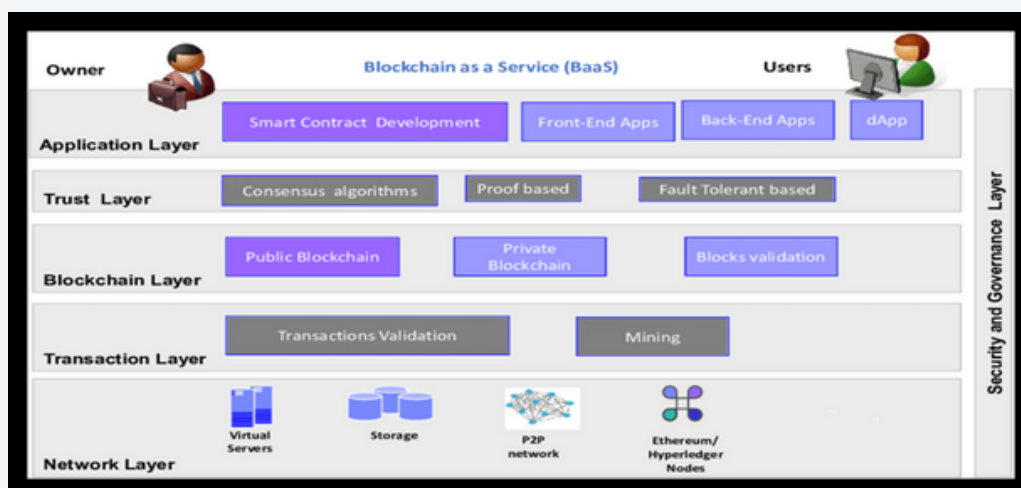 Owner
Blockchain as a Service (BaaS)
Users
Smart Contract Development
Front-End Apps
Back-End Apps
dApp
Application Layer
Consensus algorithms
Proof based
Fault Tolerant based
Trust Layer
Public Blockchain
Private
Blockchain
Blocks validation
Blockchain Layer
Transactions Validation
Mining
Transaction Layer
Virtual
Servers
Storage
P2P
network
Ethereum/
Hyperledger
Nodes
Network Layer
Security and Governance Layer